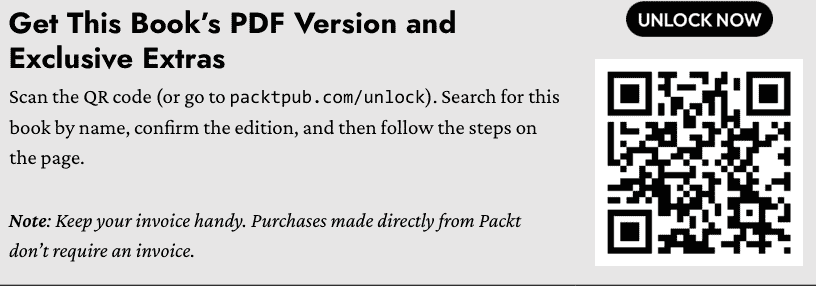 Get This Book’s PDF Version and
Exclusive Extras
UNLOCK NOW
Scan the QR code (or go to packtpub.com/unlock). Search for this
book by name, confirm the edition, and then follow the steps on
the page.
Note: Keep your invoice handy. Purchases made directly from Packt
don’t require an invoice.